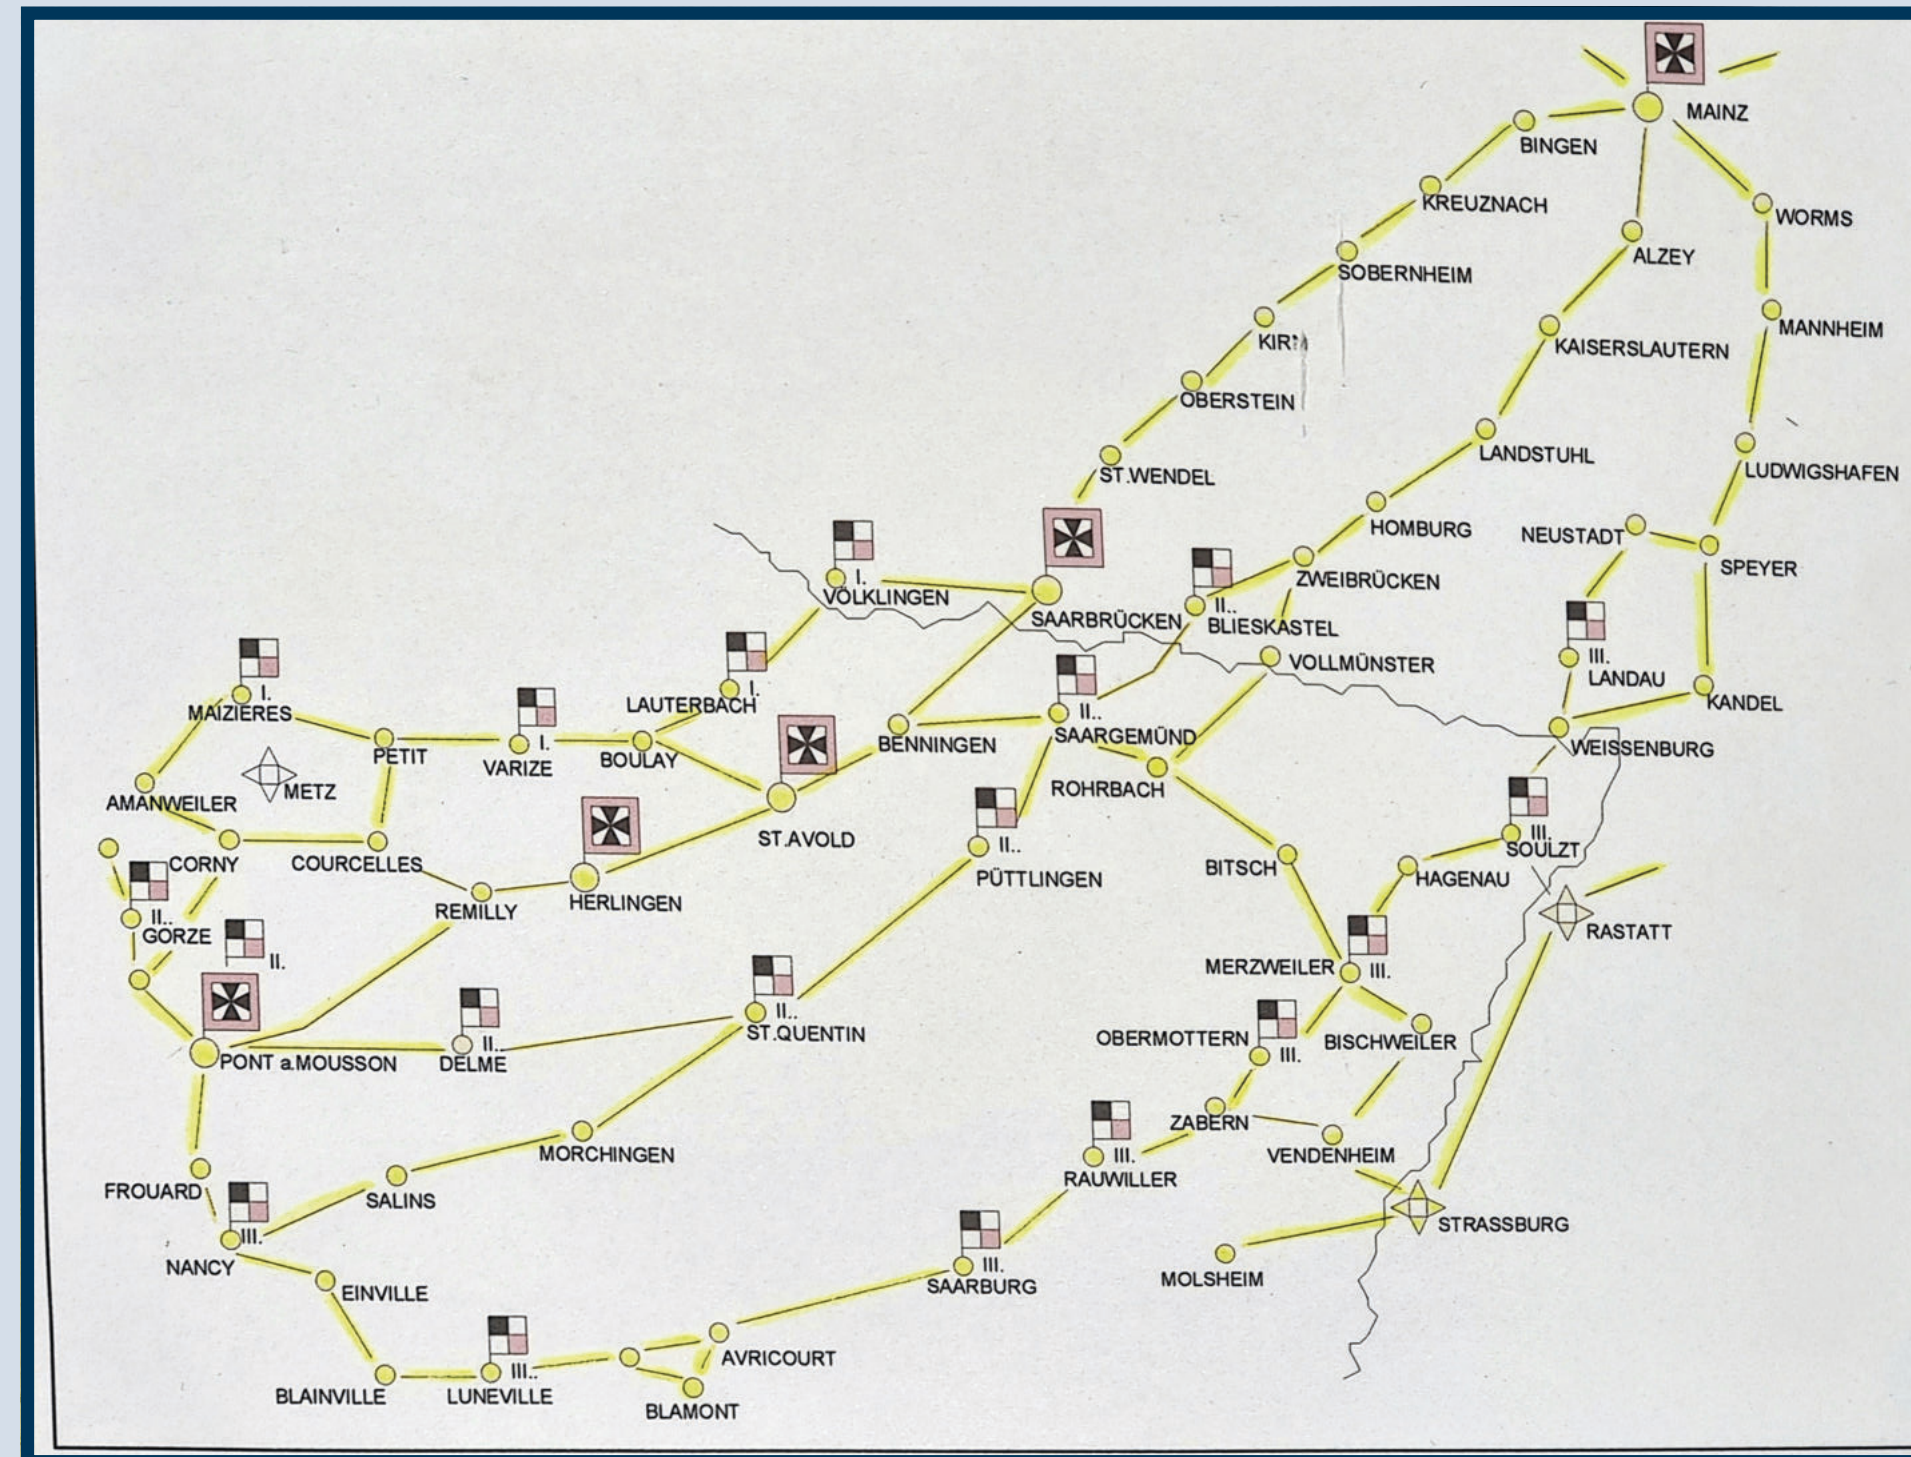 MAINZ
BINGEN
KREUZNACH
WORMS
ALZEY
SOBERNHEIM
MANNHEIM
KIRN
KAISERSLAUTERN
OBERSTEIN
LANDSTUHL
LUDWIGSHAFEN
ST.WENDEL
HOMBURG
NEUSTADT
SPEYER
ZWEIBRÜCKEN
I.
VÖLKLINGEN
SAARBRÜCKEN
II..
BLIESKASTEL
III.
LANDAU
VOLLMÜNSTER
KANDEL
I.
MAIZIERES
I.
LAUTERBACH
II..
SAARGEMÜND
WEISSENBURG
PETIT
I.
VARIZE
BOULAY
BENNINGEN
METZ
AMANWEILER
ROHRBACH
ST.AVOLD
III.
SOULZT
CORNY
COURCELLES
II..
PÜTTLINGEN
BITSCH
HAGENAU
REMILLY
HERLINGEN
II..
GORZE
II.
RASTATT
MERZWEILER
III.
II..
ST.QUENTIN
OBERMOTTERN
III.
BISCHWEILER
PONT a.MOUSSON
II.
DELME
ZABERN
MORCHINGEN
VENDENHEIM
III.
RAUWILLER
FROUARD
SALINS
III.
NANCY
STRASSBURG
MOLSHEIM
III.
SAARBURG
EINVILLE
AVRICOURT
III..
BLAINVILLE
LUNEVILLE
BLAMONT